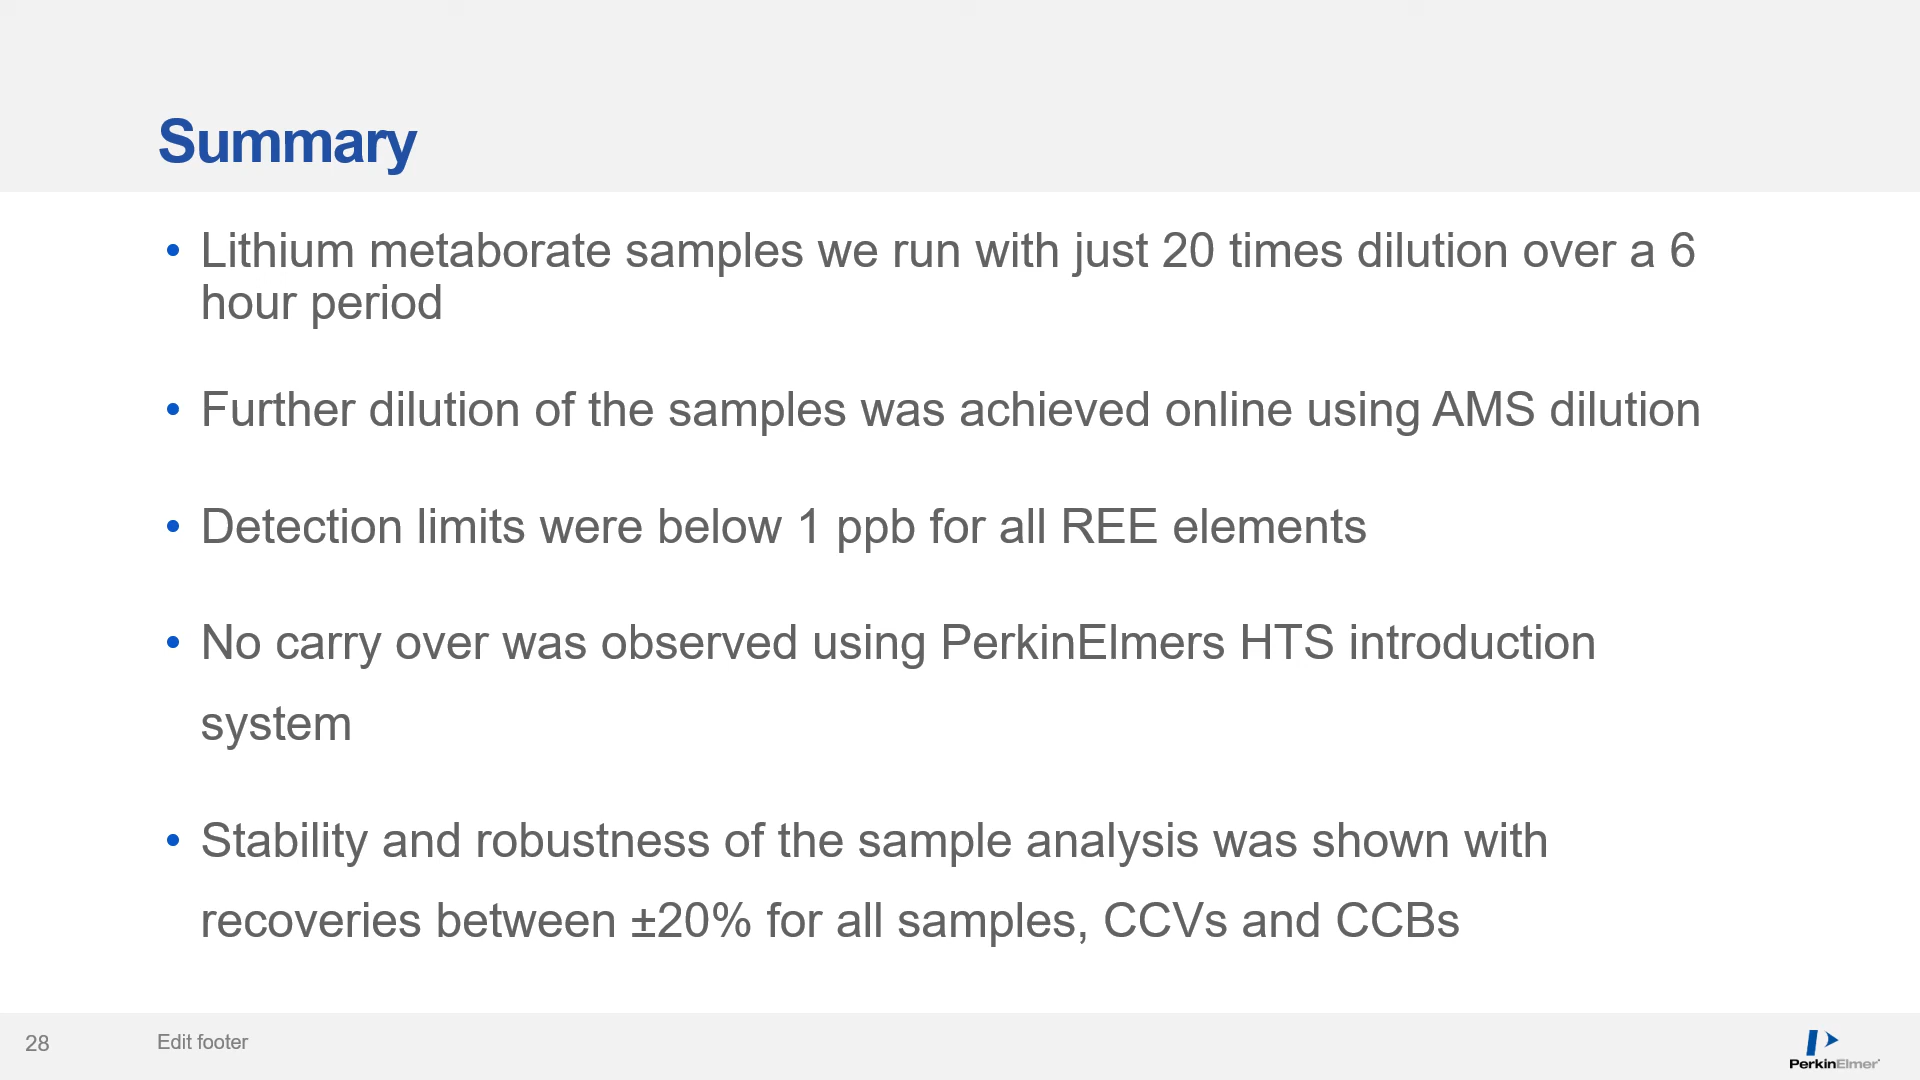 Summary
• Lithium metaborate samples we run with just 20 times dilution over a 6
hour period
• Further dilution of the samples was achieved online using AMS dilution
• Detection limits were below 1 ppb for all REE elements
• No carry over was observed using PerkinElmers HTS introduction
system
• Stability and robustness of the sample analysis was shown with
recoveries between ±20% for all samples, CCVs and CCBs
28
Edit footer
PerkinElmer